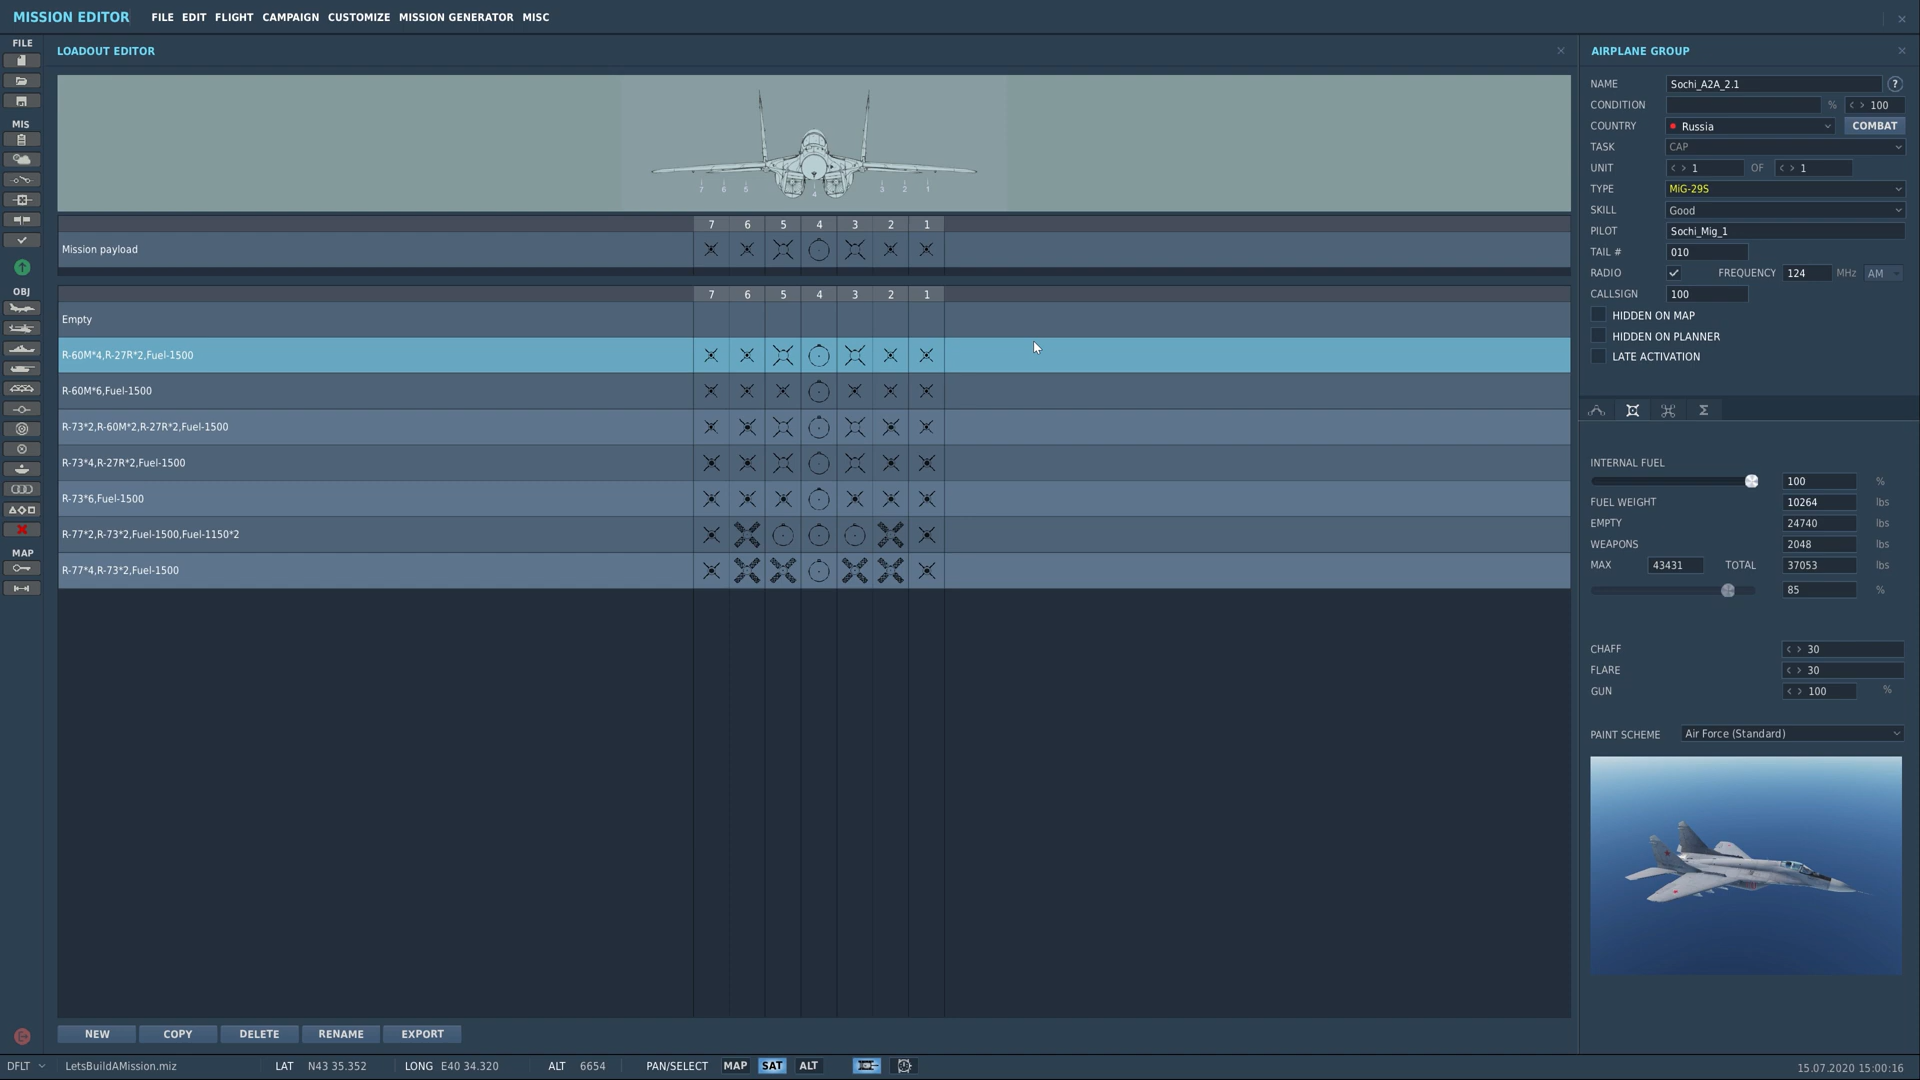 MISSION EDITOR FILE EDIT FLIGHT CAMPAIGN CUSTOMIZE MISSION GENERATOR MISC
FILE
MIS
OBJ
MAP
LOADOUT EDITOR
7 6 5 4 3 2 1
7 6 5 4 3 2 1
Mission payload
7 6 5 4 3 2 1
Empty
R-60M*4,R-27R*2,Fuel-1500
R-60M*6,Fuel-1500
R-73*2,R-60M*2,R-27R*2,Fuel-1500
R-73*4,R-27R*2,Fuel-1500
R-73*6,Fuel-1500
R-77*2,R-73*2,Fuel-1500,Fuel-1150*2
R-77*4,R-73*2,Fuel-1500
NEW COPY DELETE RENAME EXPORT
AIRPLANE GROUP
NAME Sochi_A2A_2.1 ?
CONDITION % < > 100
COUNTRY Russia COMBAT
TASK CAP
UNIT < > 1 OF < > 1
TYPE MiG-29S
SKILL Good
PILOT Sochi_Mig_1
TAIL # 010
RADIO FREQUENCY 124 MHz AM
CALLSIGN 100
HIDDEN ON MAP
HIDDEN ON PLANNER
LATE ACTIVATION
INTERNAL FUEL
100 %
FUEL WEIGHT 10264 lbs
EMPTY 24740 lbs
WEAPONS 2048 lbs
MAX 43431 TOTAL 37053 lbs
85 %
CHAFF < > 30
FLARE < > 30
GUN < > 100 %
PAINT SCHEME Air Force (Standard)
DFLT LetsBuildAMission.miz LAT N43 35.352 LONG E40 34.320 ALT 6654 PAN/SELECT MAP SAT ALT 15.07.2020 15:00:16